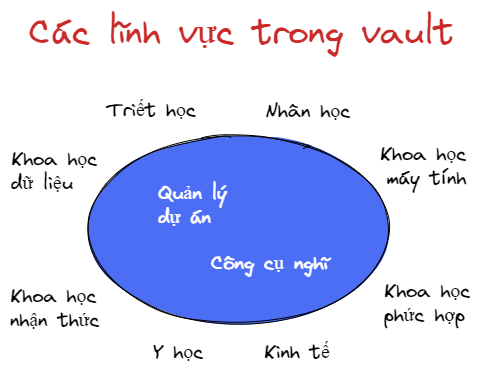 Các lĩnh vực trong vault
Triết học
Nhân học
Khoa học
dữ liệu
Khoa học
máy tính
Quản lý
dự án
Công cụ nghĩ
Khoa học
nhận thức
Khoa học
phức hợp
Y học
Kinh tế